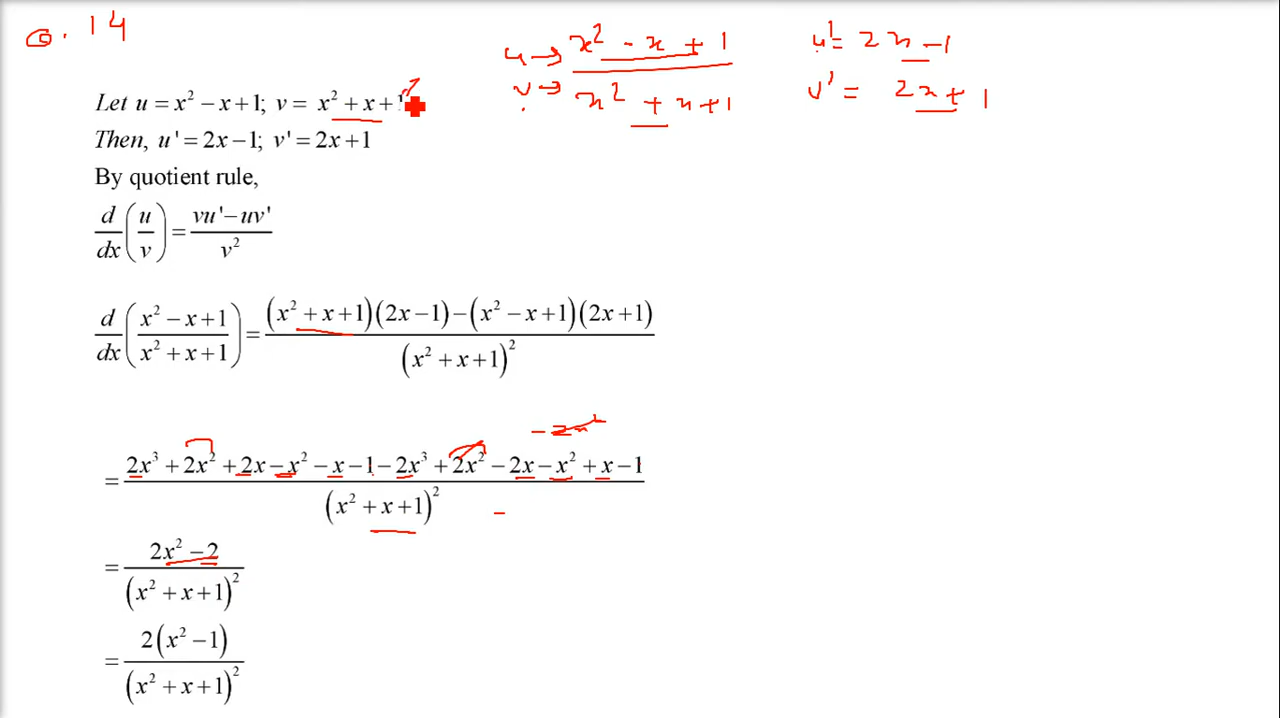 Q. 14
u → x² - x + 1
v → x² + x + 1
u' = 2x - 1
v' = 2x + 1
Let u = x² − x + 1; v = x² + x + 1
Then, u' = 2x − 1; v' = 2x + 1
By quotient rule,
d/dx (u/v) = (vu' − uv')/v²
d/dx ((x² − x + 1)/(x² + x + 1)) = ((x² + x + 1)(2x − 1) − (x² − x + 1)(2x + 1))/(x² + x + 1)²
- 2x²
= (2x³ + 2x² + 2x − x² − x − 1 − 2x³ + 2x² − 2x − x² + x − 1)/(x² + x + 1)²
= (2x² − 2)/(x² + x + 1)²
= 2(x² − 1)/(x² + x + 1)²